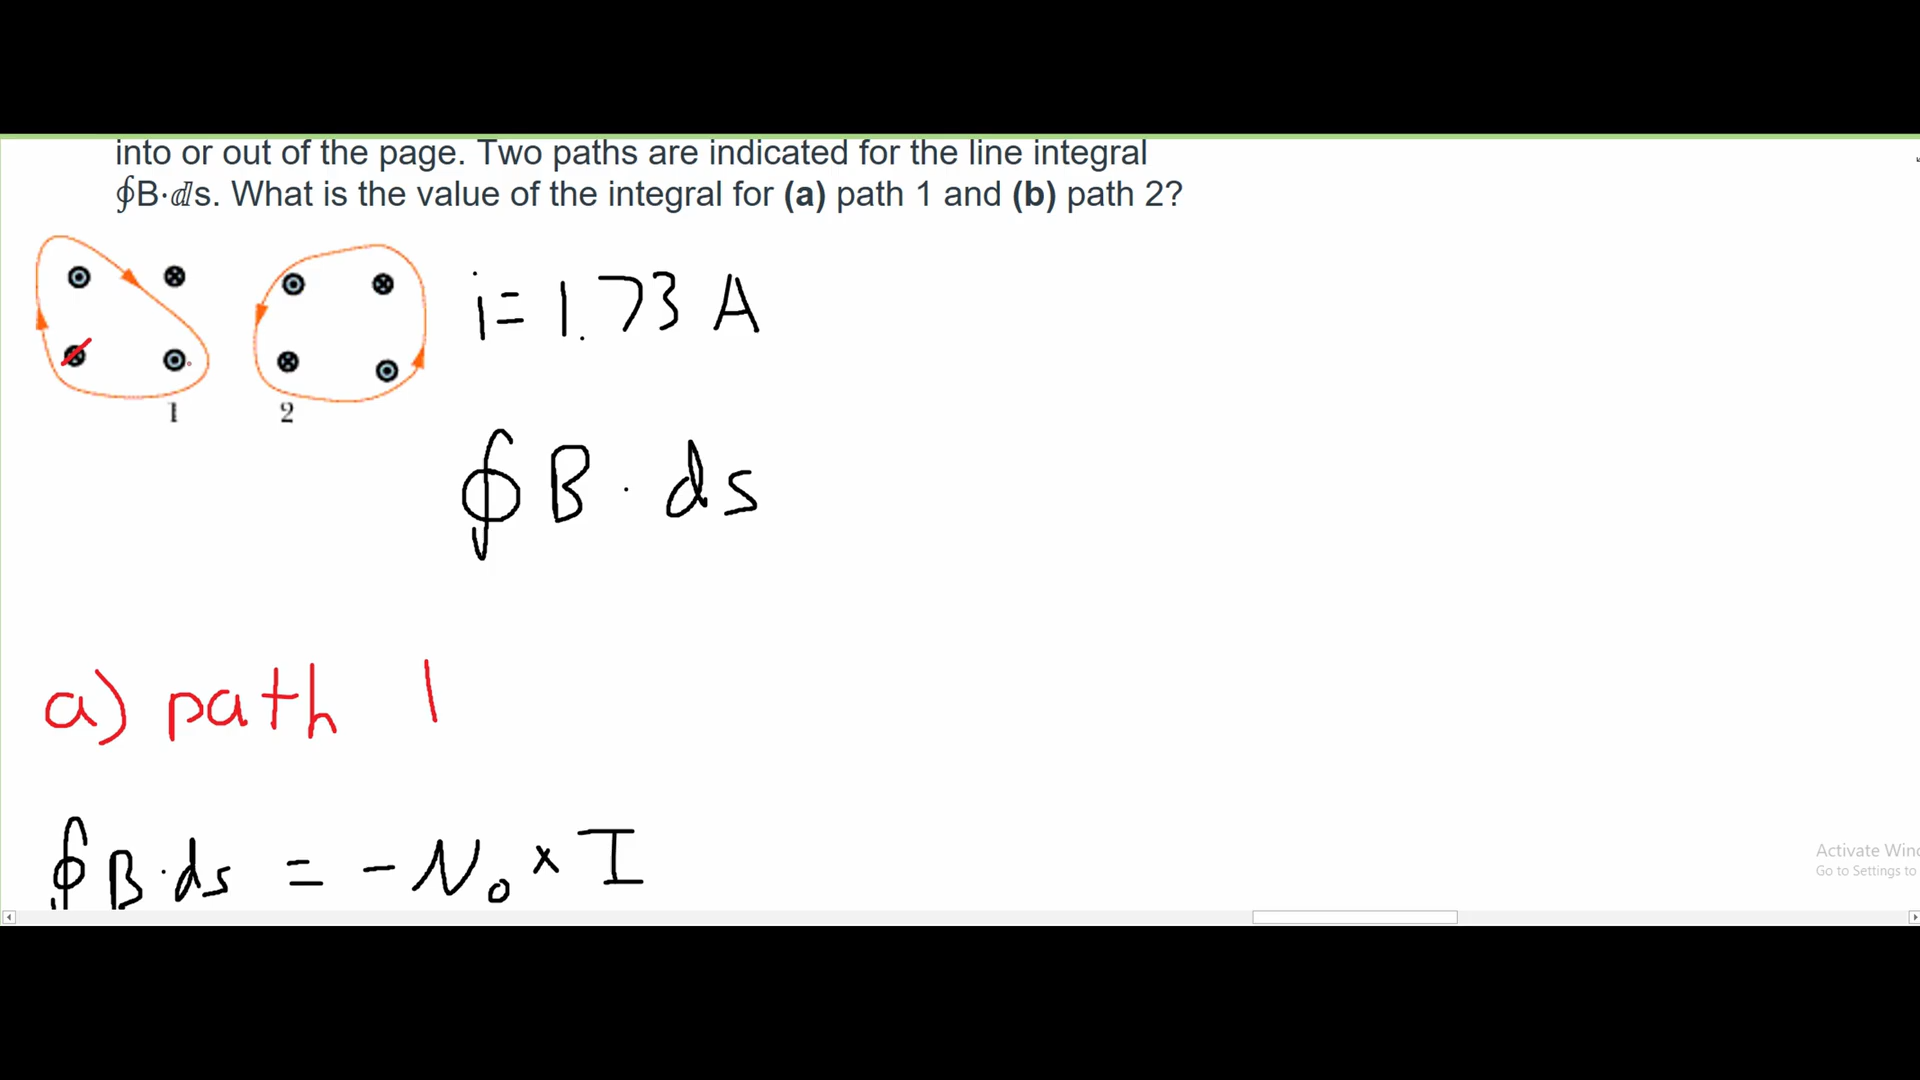 into or out of the page. Two paths are indicated for the line integral
∮B·𝑑s. What is the value of the integral for (a) path 1 and (b) path 2?
i = 1.73 A
1 2
∮ B · ds
a) path 1
∮ B · ds = - N₀ × I
Activate Wind
Go to Settings to